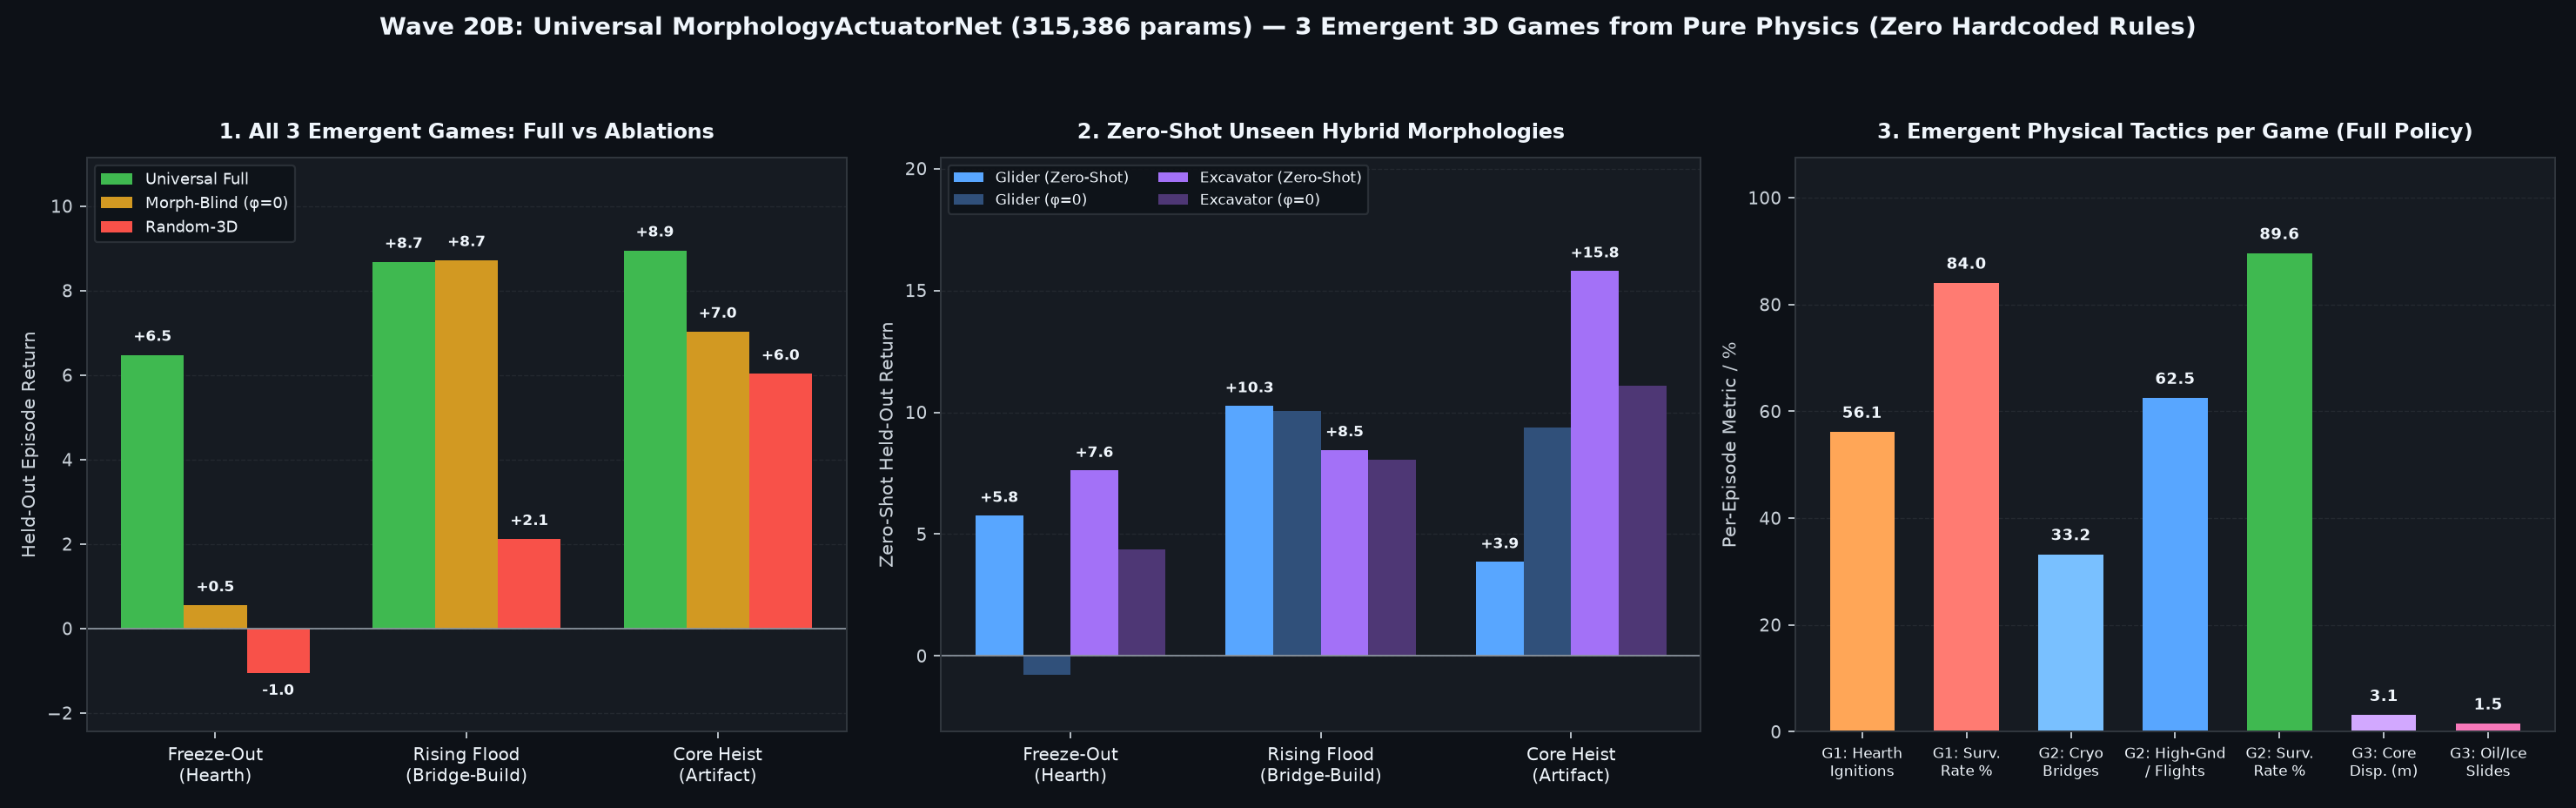 Wave 20B: Universal MorphologyActuatorNet (315,386 params) — 3 Emergent 3D Games from Pure Physics (Zero Hardcoded Rules)
1. All 3 Emergent Games: Full vs Ablations
Held-Out Episode Return
10
8
6
4
2
0
−2
Universal Full
Morph-Blind (φ=0)
Random-3D
+6.5
+0.5
-1.0
+8.7
+8.7
+2.1
+8.9
+7.0
+6.0
Freeze-Out
(Hearth)
Rising Flood
(Bridge-Build)
Core Heist
(Artifact)
2. Zero-Shot Unseen Hybrid Morphologies
Zero-Shot Held-Out Return
20
15
10
5
0
Glider (Zero-Shot)
Glider (φ=0)
Excavator (Zero-Shot)
Excavator (φ=0)
+5.8
+7.6
+10.3
+8.5
+3.9
+15.8
Freeze-Out
(Hearth)
Rising Flood
(Bridge-Build)
Core Heist
(Artifact)
3. Emergent Physical Tactics per Game (Full Policy)
Per-Episode Metric / %
100
80
60
40
20
0
56.1
84.0
33.2
62.5
89.6
3.1
1.5
G1: Hearth
Ignitions
G1: Surv.
Rate %
G2: Cryo
Bridges
G2: High-Gnd
/ Flights
G2: Surv.
Rate %
G3: Core
Disp. (m)
G3: Oil/Ice
Slides